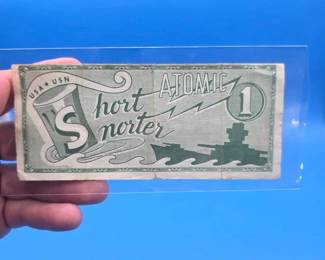 USA ★ USN
ATOMIC
Short
Snorter
1